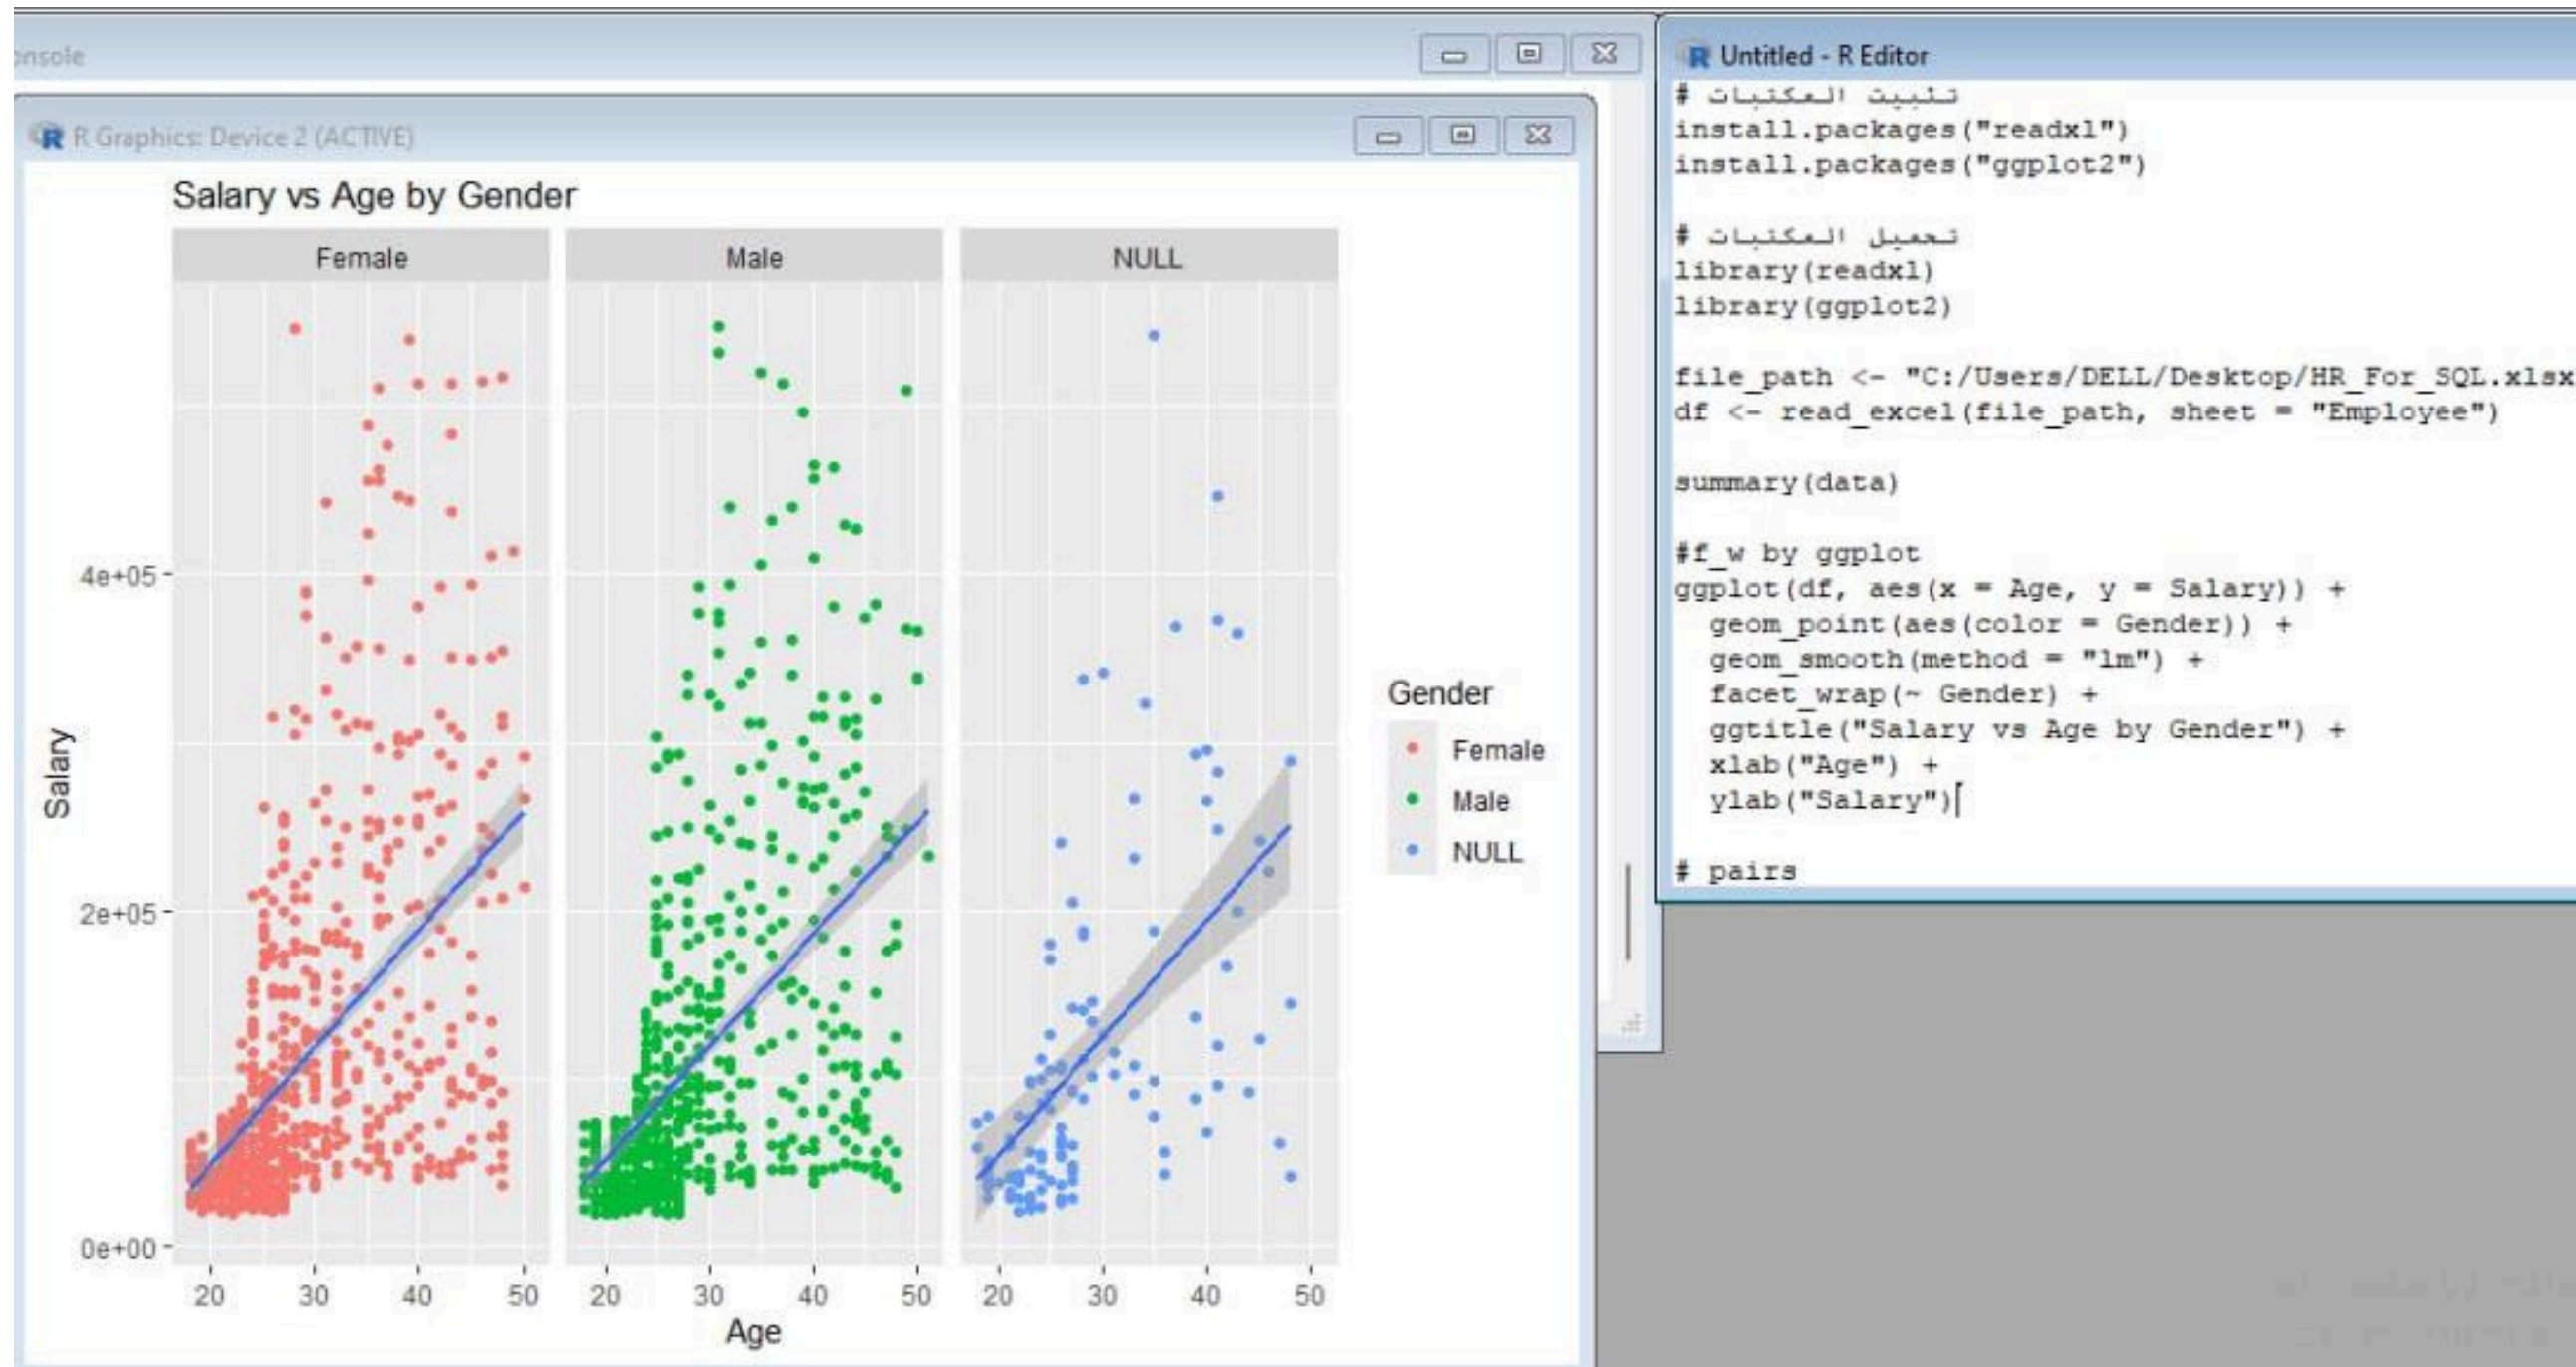 onsole
R Graphics: Device 2 (ACTIVE)
Salary vs Age by Gender
Female
Male
NULL
4e+05
2e+05
0e+00
Salary
20 30 40 50
20 30 40 50
20 30 40 50
Age
Gender
Female
Male
NULL
Untitled - R Editor
# تثبيت المكتبات
install.packages("readxl")
install.packages("ggplot2")
# تحميل المكتبات
library(readxl)
library(ggplot2)
file_path <- "C:/Users/DELL/Desktop/HR_For_SQL.xlsx
df <- read_excel(file_path, sheet = "Employee")
summary(data)
#f_w by ggplot
ggplot(df, aes(x = Age, y = Salary)) +
geom_point(aes(color = Gender)) +
geom_smooth(method = "lm") +
facet_wrap(~ Gender) +
ggtitle("Salary vs Age by Gender") +
xlab("Age") +
ylab("Salary")
# pairs